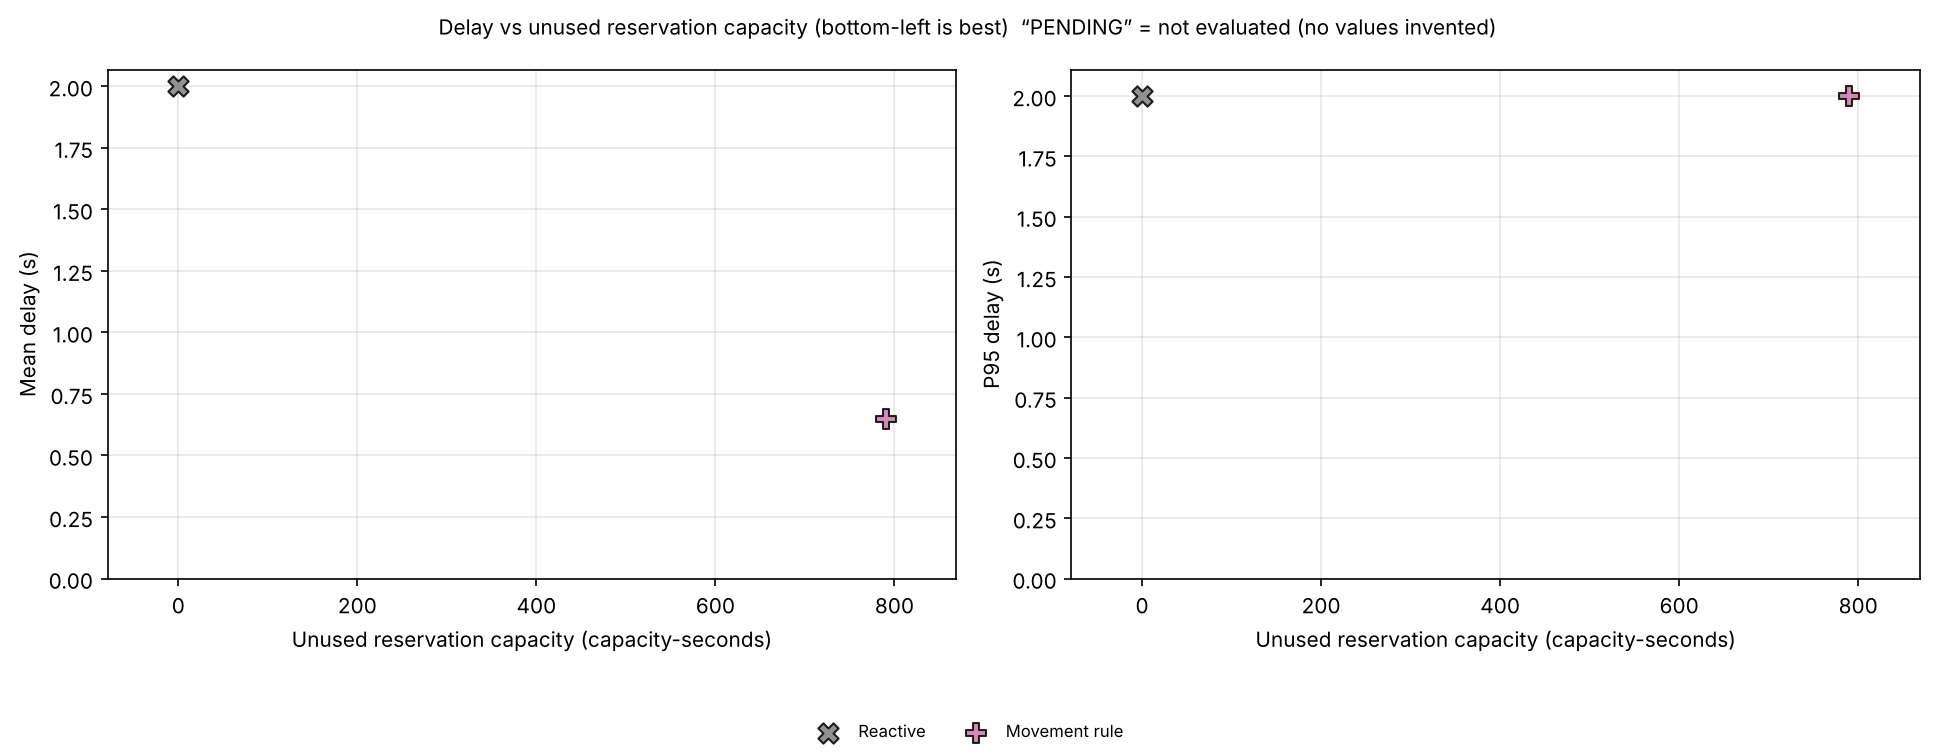 Delay vs unused reservation capacity (bottom-left is best)  “PENDING” = not evaluated (no values invented)
Mean delay (s)
2.00
1.75
1.50
1.25
1.00
0.75
0.50
0.25
0.00
0 200 400 600 800
Unused reservation capacity (capacity-seconds)
P95 delay (s)
2.00
1.75
1.50
1.25
1.00
0.75
0.50
0.25
0.00
0 200 400 600 800
Unused reservation capacity (capacity-seconds)
Reactive Movement rule